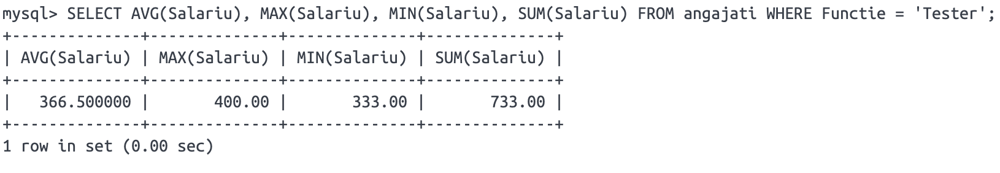 mysql> SELECT AVG(Salariu), MAX(Salariu), MIN(Salariu), SUM(Salariu) FROM angajati WHERE Functie = 'Tester';
+--------------+--------------+--------------+--------------+
| AVG(Salariu) | MAX(Salariu) | MIN(Salariu) | SUM(Salariu) |
+--------------+--------------+--------------+--------------+
|   366.500000 |       400.00 |       333.00 |       733.00 |
+--------------+--------------+--------------+--------------+
1 row in set (0.00 sec)